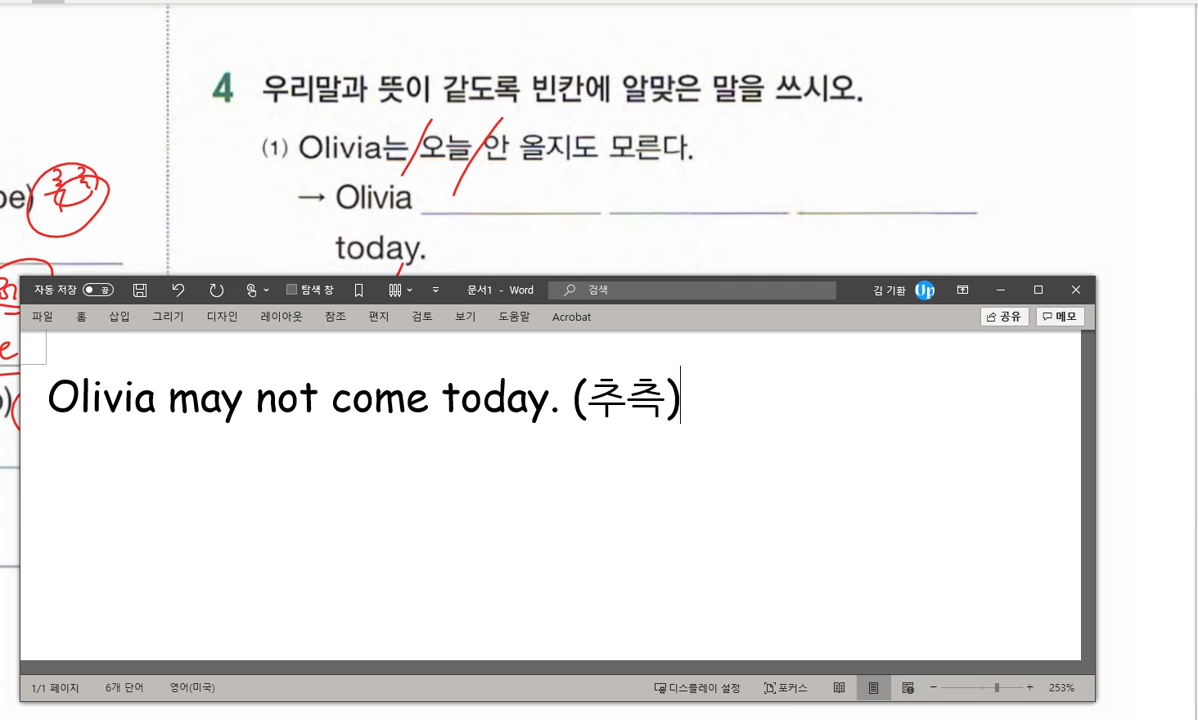 4 우리말과 뜻이 같도록 빈칸에 알맞은 말을 쓰시오.
(1) Olivia는 오늘 안 올지도 모른다.
→ Olivia
today.
자동 저장 끔 탐색 창 문서1 - Word 검색 김 기환 Up
파일 홈 삽입 그리기 디자인 레이아웃 참조 편지 검토 보기 도움말 Acrobat 공유 메모
Olivia may not come today. (추측)
1/1 페이지 6개 단어 영어(미국) 디스플레이 설정 포커스 253%